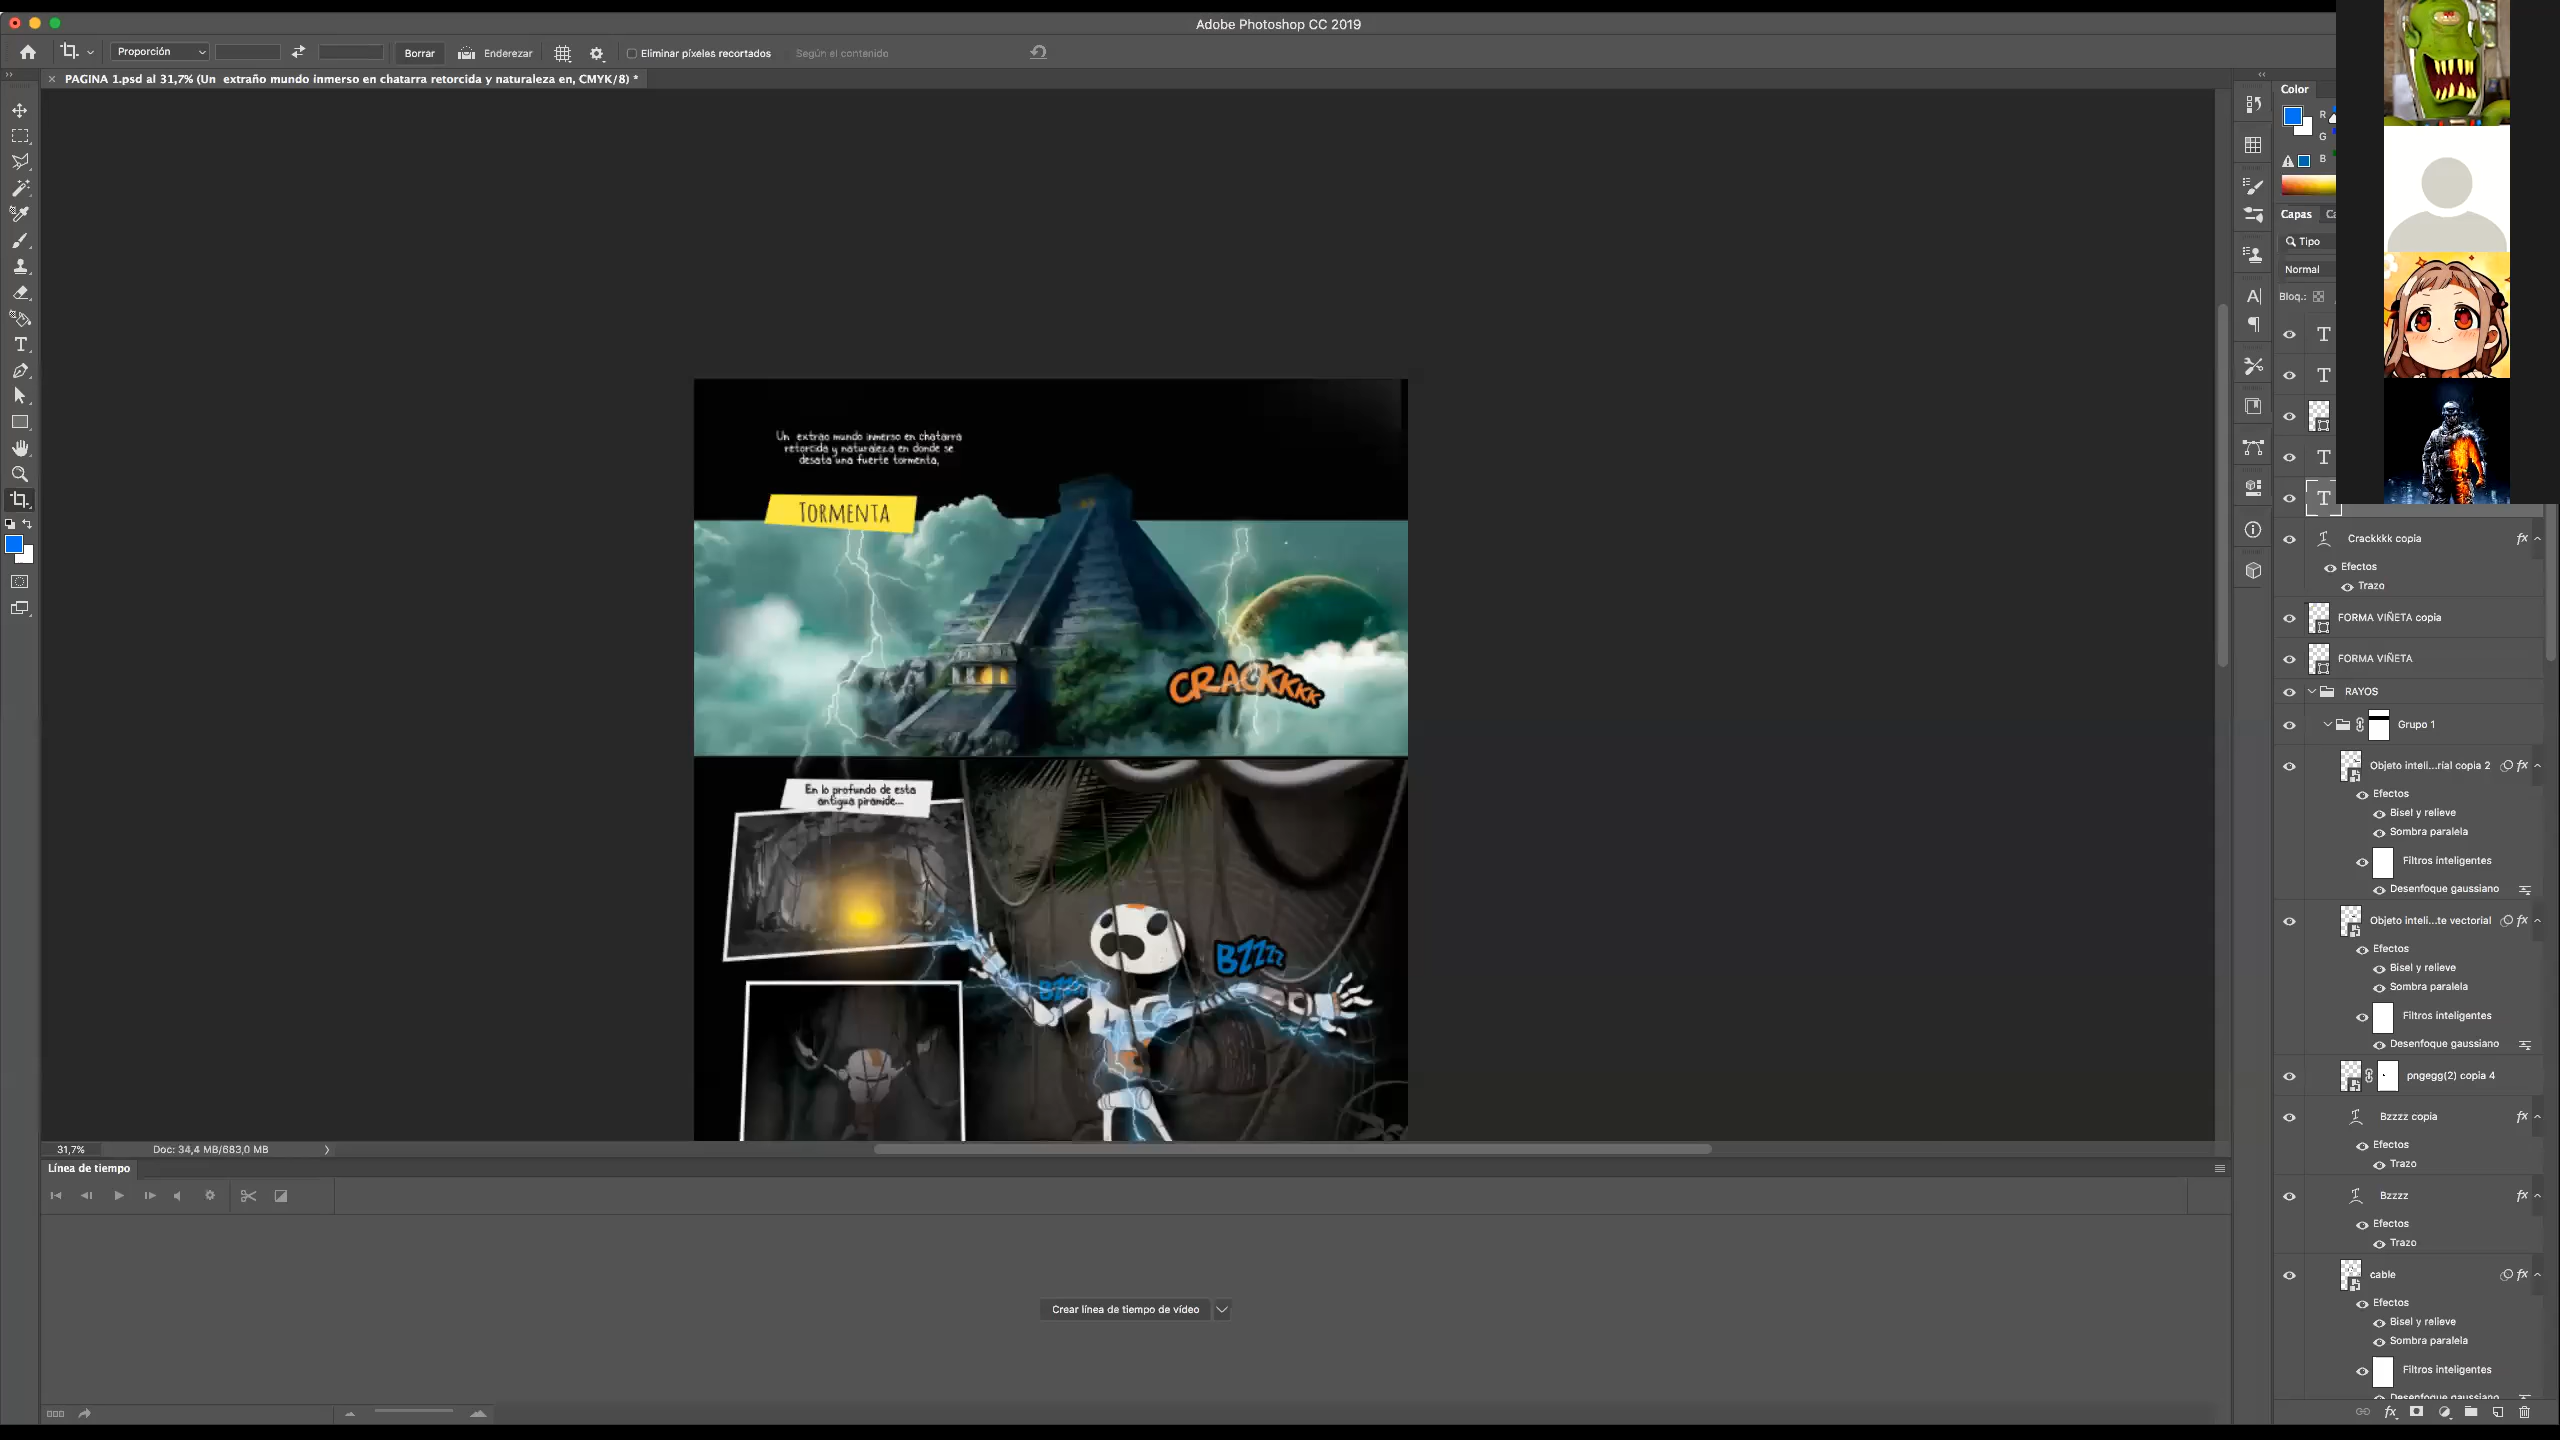 Adobe Photoshop CC 2019
Proporción
Borrar
Enderezar
Eliminar píxeles recortados
Según el contenido
PAGINA 1.psd al 31,7% (Un extraño mundo inmerso en chatarra retorcida y naturaleza en, CMYK/8) *
Color
R
G
B
Capas
Tipo
Normal
Bloq.:
Crackkkk copia
Efectos
Trazo
FORMA VIÑETA copia
FORMA VIÑETA
RAYOS
Grupo 1
Objeto inteli...rial copia 2
Efectos
Bisel y relieve
Sombra paralela
Filtros inteligentes
Desenfoque gaussiano
Objeto inteli...te vectorial
Efectos
Bisel y relieve
Sombra paralela
Filtros inteligentes
Desenfoque gaussiano
pngegg(2) copia 4
Bzzzz copia
Efectos
Trazo
Bzzzz
Efectos
Trazo
cable
Efectos
Bisel y relieve
Sombra paralela
Filtros inteligentes
Desenfoque gaussiano
Un extrao mundo inmerso en chatarra
retorcida y naturaleza en donde se
desata una fuerte tormenta,
TORMENTA
CRACKKKK
En lo profundo de esta
antigua piramide...
BZZZZ
31,7%
Doc: 34,4 MB/683,0 MB
Línea de tiempo
Crear línea de tiempo de vídeo